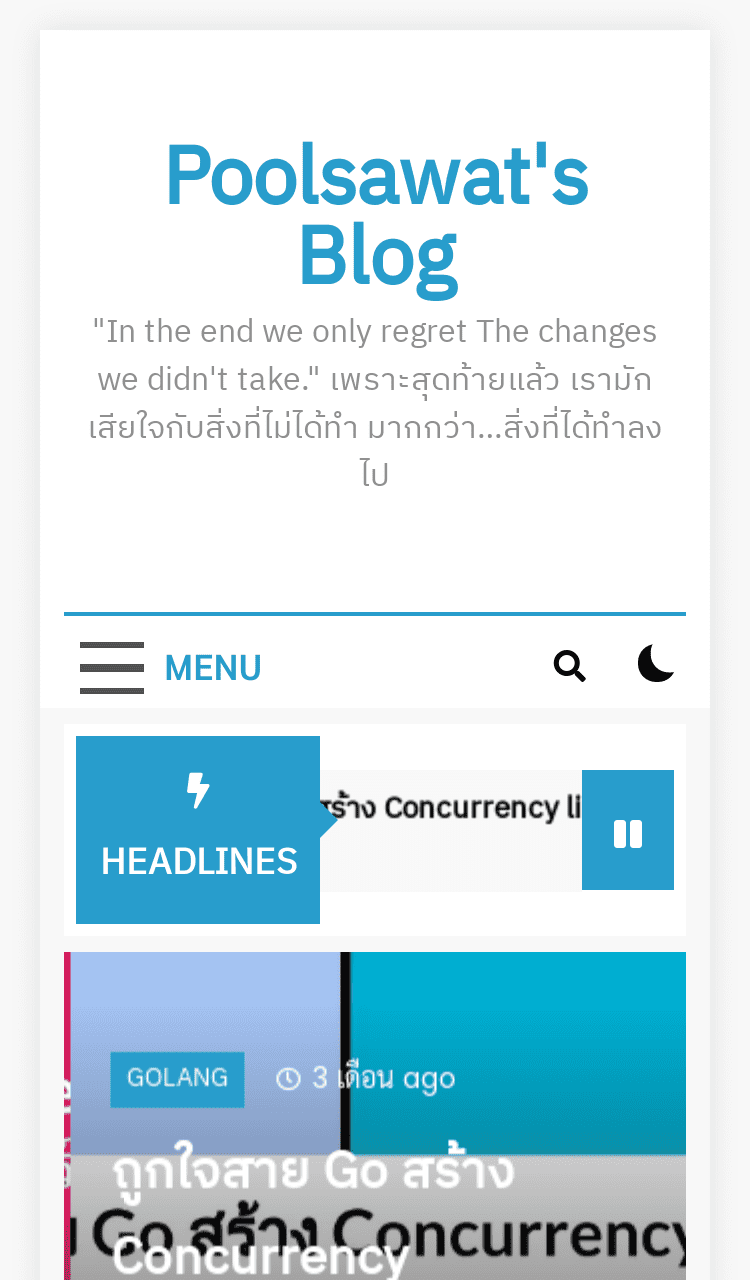 Poolsawat's
Blog
"In the end we only regret The changes
we didn't take." เพราะสุดท้ายแล้ว เรามัก
เสียใจกับสิ่งที่ไม่ได้ทำ มากกว่า...สิ่งที่ได้ทำลง
ไป
MENU
HEADLINES
สร้าง Concurrency li
GOLANG
3 เดือน ago
ถูกใจสาย Go สร้าง
Go สร้าง Concurrency
Concurrency